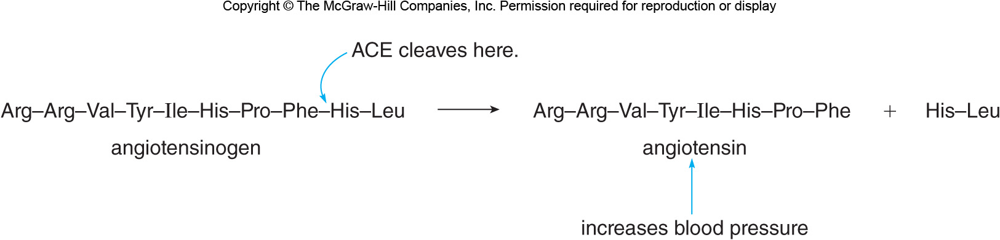 Copyright © The McGraw-Hill Companies, Inc. Permission required for reproduction or display
ACE cleaves here.
Arg–Arg–Val–Tyr–Ile–His–Pro–Phe–His–Leu Arg–Arg–Val–Tyr–Ile–His–Pro–Phe + His–Leu
angiotensinogen angiotensin
increases blood pressure